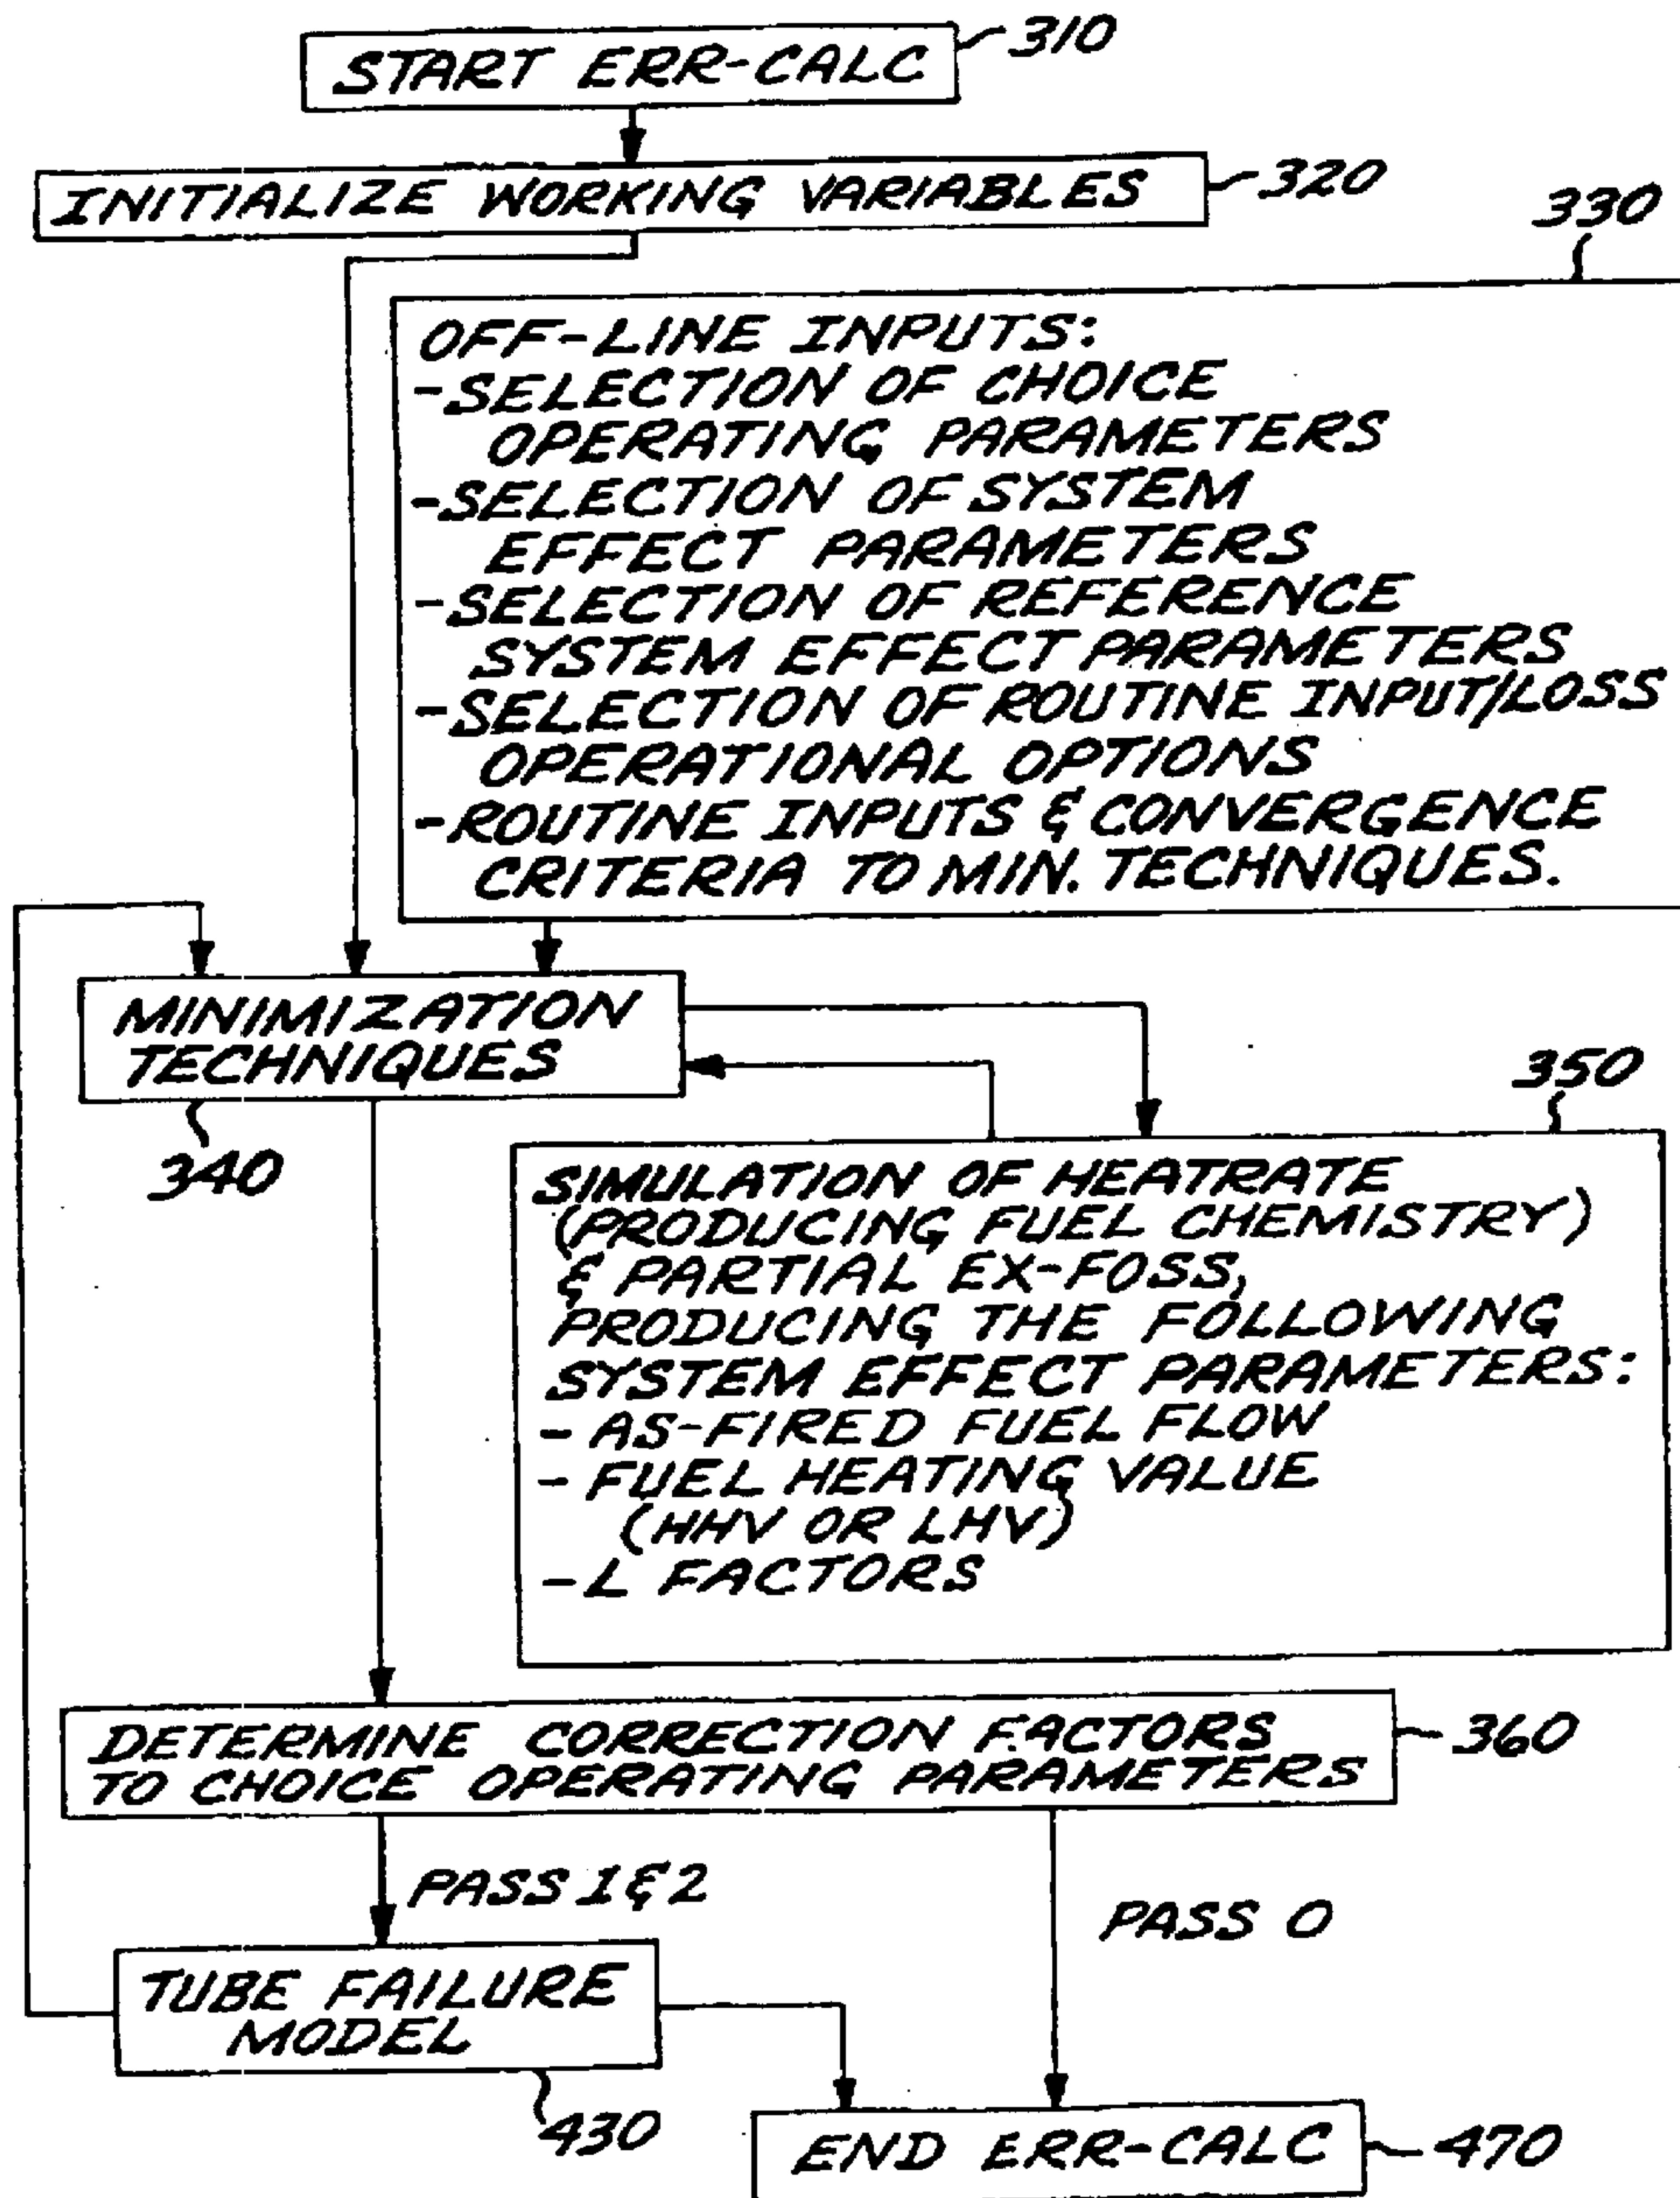 START ERR-CALC
310
INITIALIZE WORKING VARIABLES
320
330
OFF-LINE INPUTS:
-SELECTION OF CHOICE
OPERATING PARAMETERS
-SELECTION OF SYSTEM
EFFECT PARAMETERS
-SELECTION OF REFERENCE
SYSTEM EFFECT PARAMETERS
-SELECTION OF ROUTINE INPUT/LOSS
OPERATIONAL OPTIONS
-ROUTINE INPUTS & CONVERGENCE
CRITERIA TO MIN. TECHNIQUES.
MINIMIZATION
TECHNIQUES
340
350
SIMULATION OF HEATRATE
(PRODUCING FUEL CHEMISTRY)
& PARTIAL EX-FOSS,
PRODUCING THE FOLLOWING
SYSTEM EFFECT PARAMETERS:
- AS-FIRED FUEL FLOW
- FUEL HEATING VALUE
(HHV OR LHV)
-L FACTORS
DETERMINE CORRECTION FACTORS
TO CHOICE OPERATING PARAMETERS
360
PASS 1&2
PASS 0
TUBE FAILURE
MODEL
430
END ERR-CALC
470